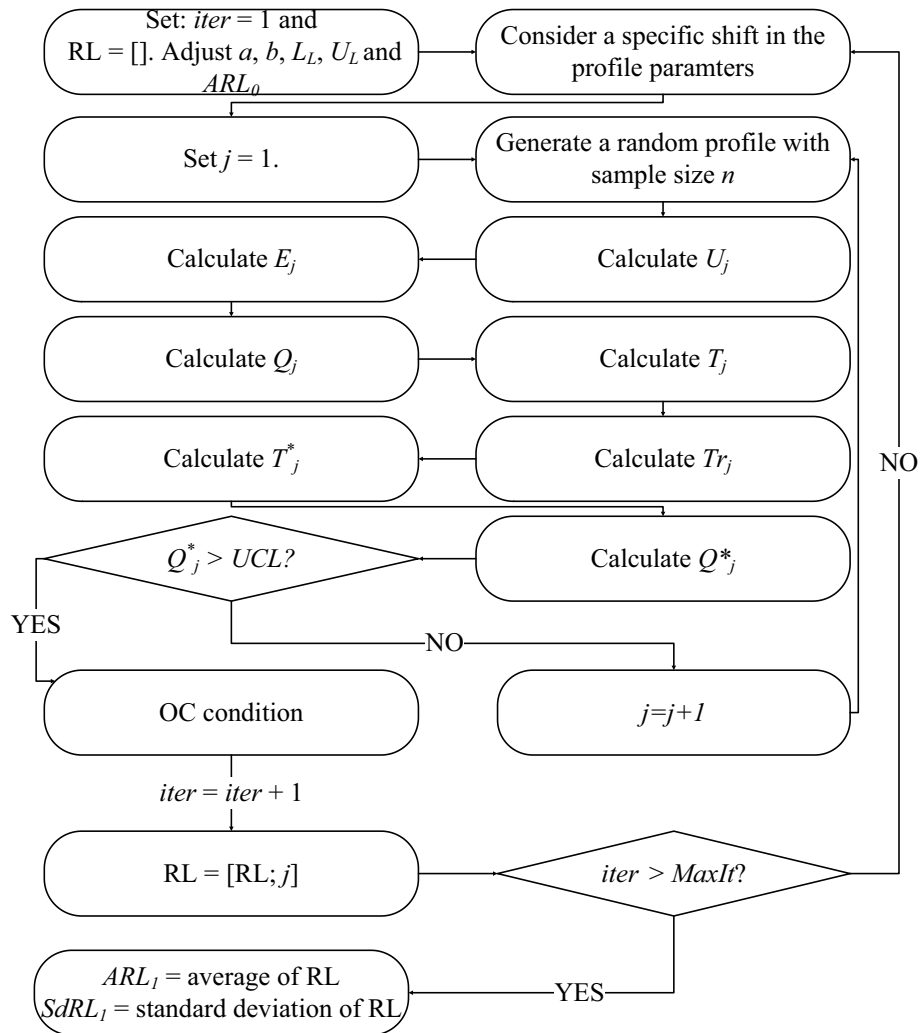 Set: iter = 1 and
RL = []. Adjust a, b, L_L, U_L and
ARL_0
Consider a specific shift in the
profile paramters
Set j = 1.
Generate a random profile with
sample size n
Calculate E_j
Calculate U_j
Calculate Q_j
Calculate T_j
Calculate T^*_j
Calculate Tr_j
NO
Q^*_j > UCL?
Calculate Q*_j
YES
NO
OC condition
j=j+1
iter = iter + 1
RL = [RL; j]
iter > MaxIt?
ARL_1 = average of RL
SdRL_1 = standard deviation of RL
YES